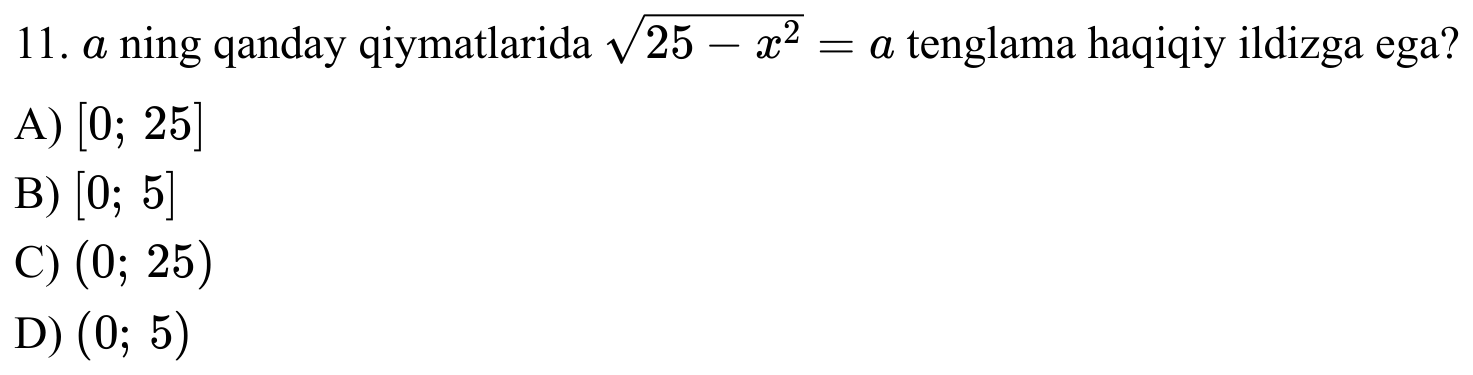 11. a ning qanday qiymatlarida √(25 − x²) = a tenglama haqiqiy ildizga ega?
A) [0; 25]
B) [0; 5]
C) (0; 25)
D) (0; 5)